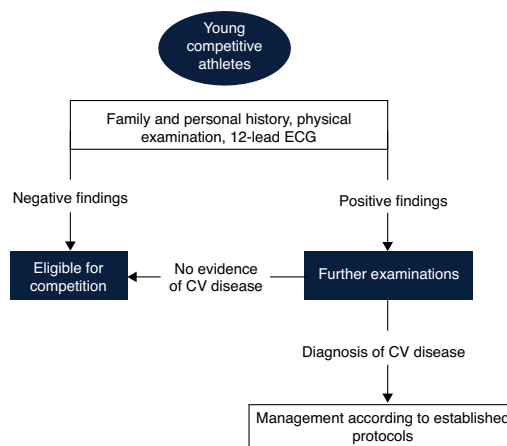 Young
competitive
athletes
Family and personal history, physical
examination, 12-lead ECG
Negative findings
Positive findings
Eligible for
competition
No evidence
of CV disease
Further examinations
Diagnosis of CV disease
Management according to established
protocols